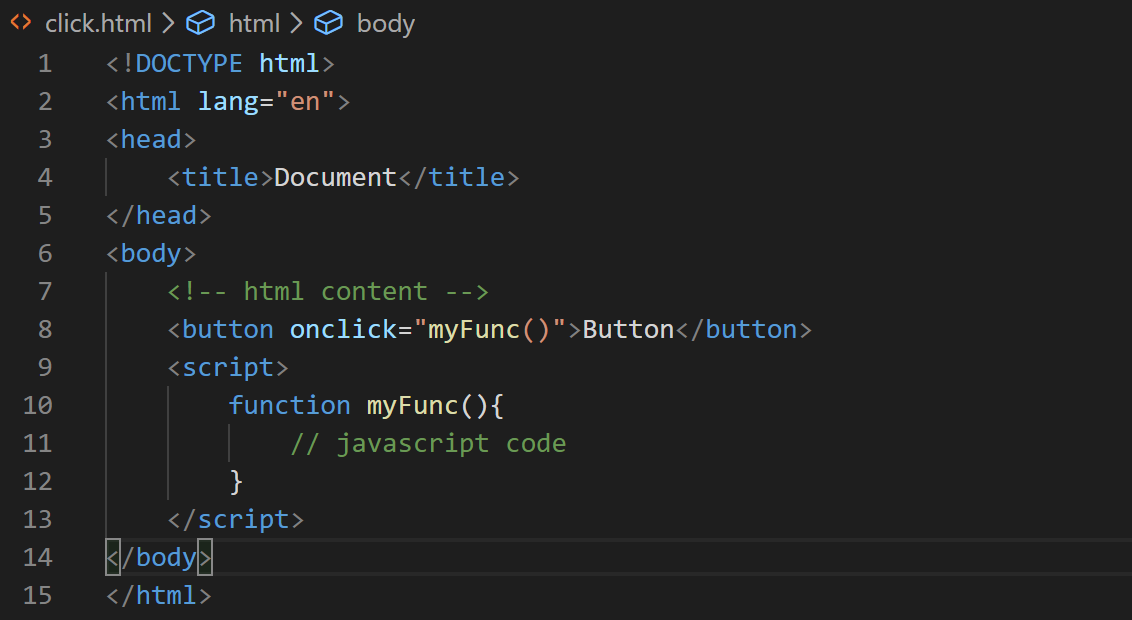 <> click.html > html > body
1 <!DOCTYPE html>
2 <html lang="en">
3 <head>
4     <title>Document</title>
5 </head>
6 <body>
7     <!-- html content -->
8     <button onclick="myFunc()">Button</button>
9     <script>
10         function myFunc(){
11             // javascript code
12         }
13     </script>
14 </body>
15 </html>